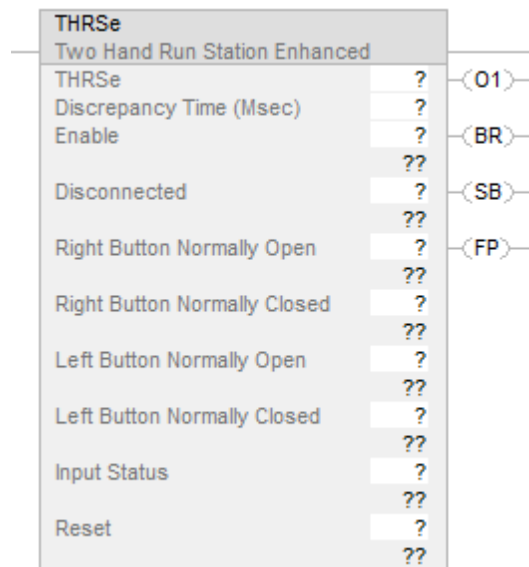 THRSe
Two Hand Run Station Enhanced
THRSe ? (O1)
Discrepancy Time (Msec) ?
Enable ? (BR)
??
Disconnected ? (SB)
??
Right Button Normally Open ? (FP)
??
Right Button Normally Closed ?
??
Left Button Normally Open ?
??
Left Button Normally Closed ?
??
Input Status ?
??
Reset ?
??